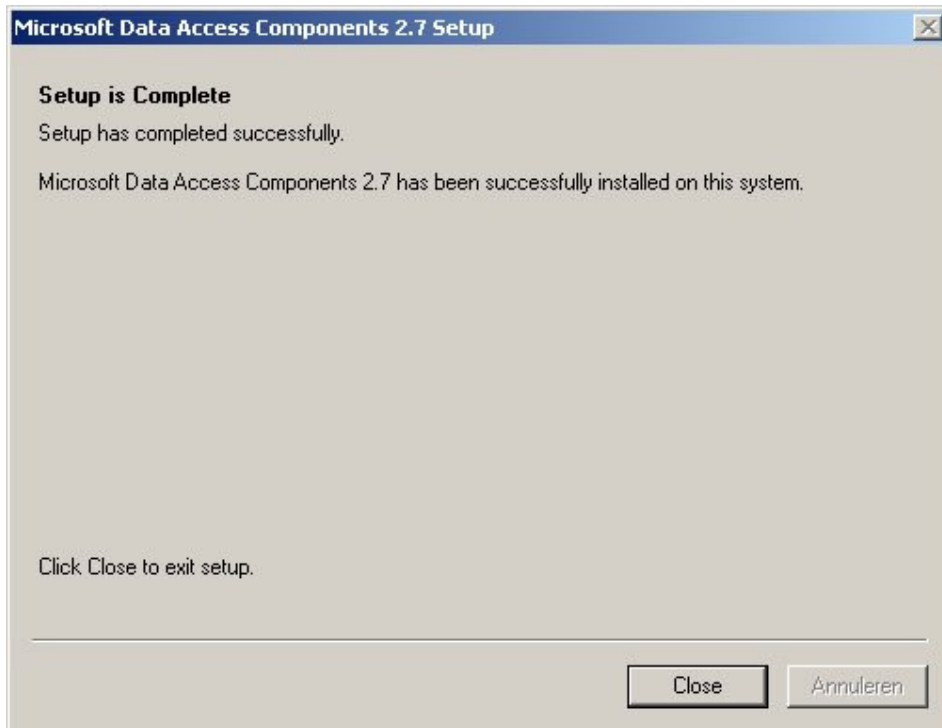 Microsoft Data Access Components 2.7 Setup
Setup is Complete
Setup has completed successfully.
Microsoft Data Access Components 2.7 has been successfully installed on this system.
Click Close to exit setup.
Close
Annuleren